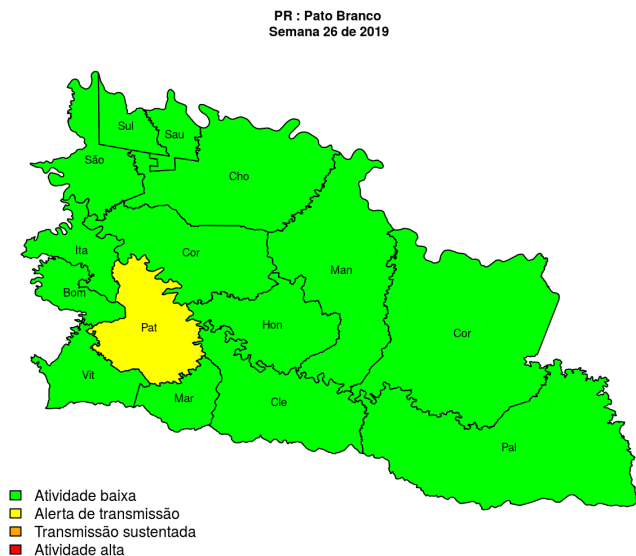 PR : Pato Branco
Semana 26 de 2019
Sul
Sau
São
Cho
Ita
Cor
Man
Bom
Pat
Hon
Cor
Vit
Mar
Cle
Pal
Atividade baixa
Alerta de transmissão
Transmissão sustentada
Atividade alta